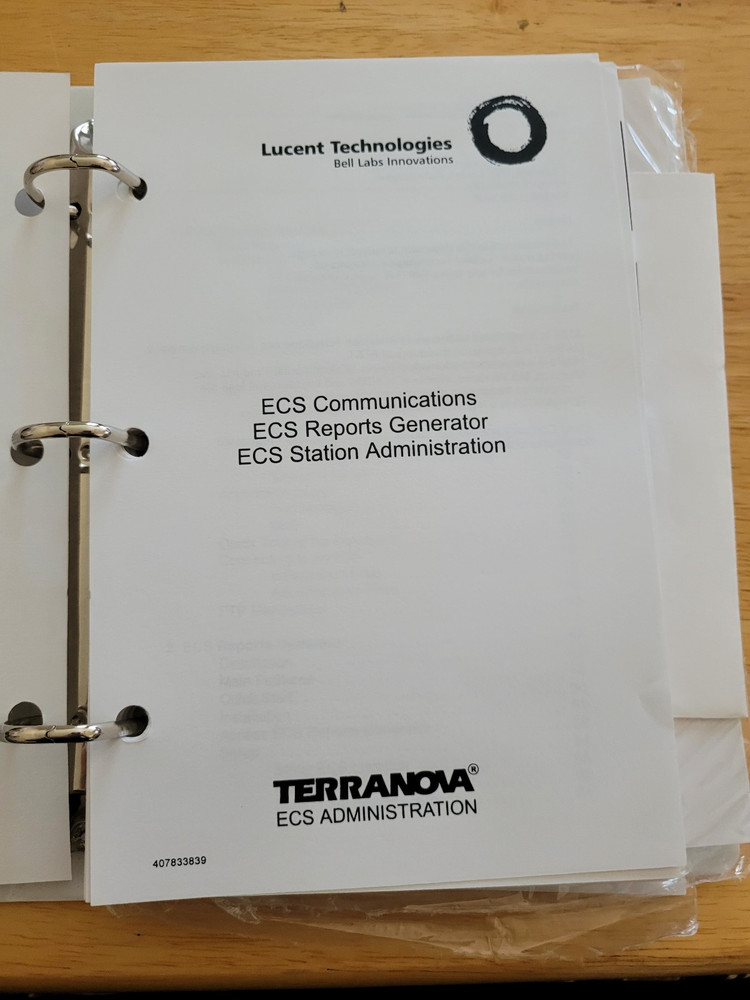 Lucent Technologies
Bell Labs Innovations
ECS Communications
ECS Reports Generator
ECS Station Administration
TERRANOVA®
ECS ADMINISTRATION
407833839